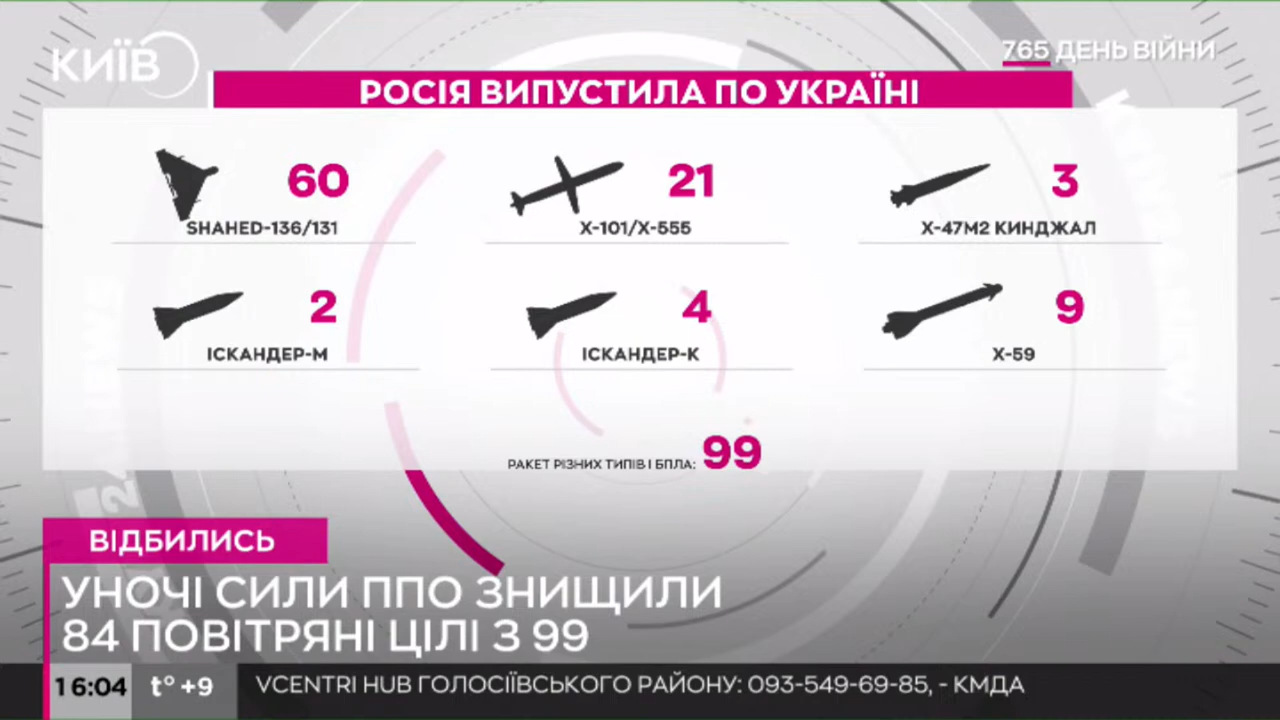 КИЇВ
765 ДЕНЬ ВІЙНИ
РОСІЯ ВИПУСТИЛА ПО УКРАЇНІ
60
SHAHED-136/131
21
Х-101/Х-555
3
Х-47М2 КИНДЖАЛ
2
ІСКАНДЕР-М
4
ІСКАНДЕР-К
9
Х-59
РАКЕТ РІЗНИХ ТИПІВ І БПЛА: 99
ВІДБИЛИСЬ
УНОЧІ СИЛИ ППО ЗНИЩИЛИ
84 ПОВІТРЯНІ ЦІЛІ З 99
16:04 t° +9 VCENTRI HUB ГОЛОСІЇВСЬКОГО РАЙОНУ: 093-549-69-85, - КМДА